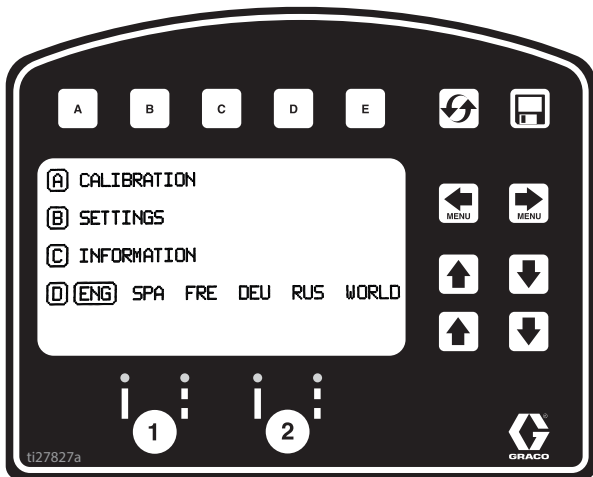 A B C D E
A CALIBRATION
B SETTINGS
C INFORMATION
D ENG SPA FRE DEU RUS WORLD
MENU MENU
1 2
ti27827a
GRACO